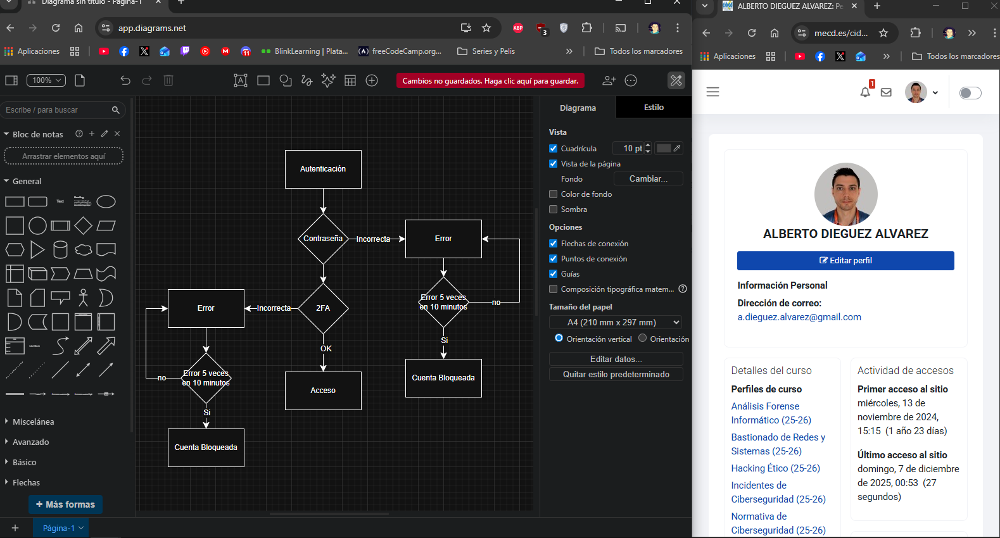 Diagrama sin título - Página-1
app.diagrams.net
ABP
3
Aplicaciones
11
BlinkLearning | Plata...
freeCodeCamp.org...
Series y Pelis
Todos los marcadores
100%
Cambios no guardados. Haga clic aquí para guardar.
Escribe / para buscar
Bloc de notas
Arrastrar elementos aquí
General
Text
Heading
Miscelánea
Avanzado
Básico
Flechas
+ Más formas
Página-1
Autenticación
Contraseña
Incorrecta
Error
Error 5 veces
en 10 minutos
no
Si
Cuenta Bloqueada
2FA
Incorrecta
Error
Error 5 veces
en 10 minutos
no
Si
Cuenta Bloqueada
OK
Acceso
Diagrama
Estilo
Vista
Cuadrícula
10 pt
Vista de la página
Fondo
Cambiar...
Color de fondo
Sombra
Opciones
Flechas de conexión
Puntos de conexión
Guías
Composición tipográfica matem...
Tamaño del papel
A4 (210 mm x 297 mm)
Orientación vertical
Orientación
Editar datos...
Quitar estilo predeterminado
ALBERTO DIEGUEZ ALVAREZ: Pe
mecd.es/cid...
Aplicaciones
Todos los marcadores
1
ALBERTO DIEGUEZ ALVAREZ
Editar perfil
Información Personal
Dirección de correo:
a.dieguez.alvarez@gmail.com
Detalles del curso
Perfiles de curso
Análisis Forense
Informático (25-26)
Bastionado de Redes y
Sistemas (25-26)
Hacking Ético (25-26)
Incidentes de
Ciberseguridad (25-26)
Normativa de
Ciberseguridad (25-26)
Actividad de accesos
Primer acceso al sitio
miércoles, 13 de
noviembre de 2024,
15:15 (1 año 23 días)
Último acceso al sitio
domingo, 7 de diciembre
de 2025, 00:53 (27
segundos)